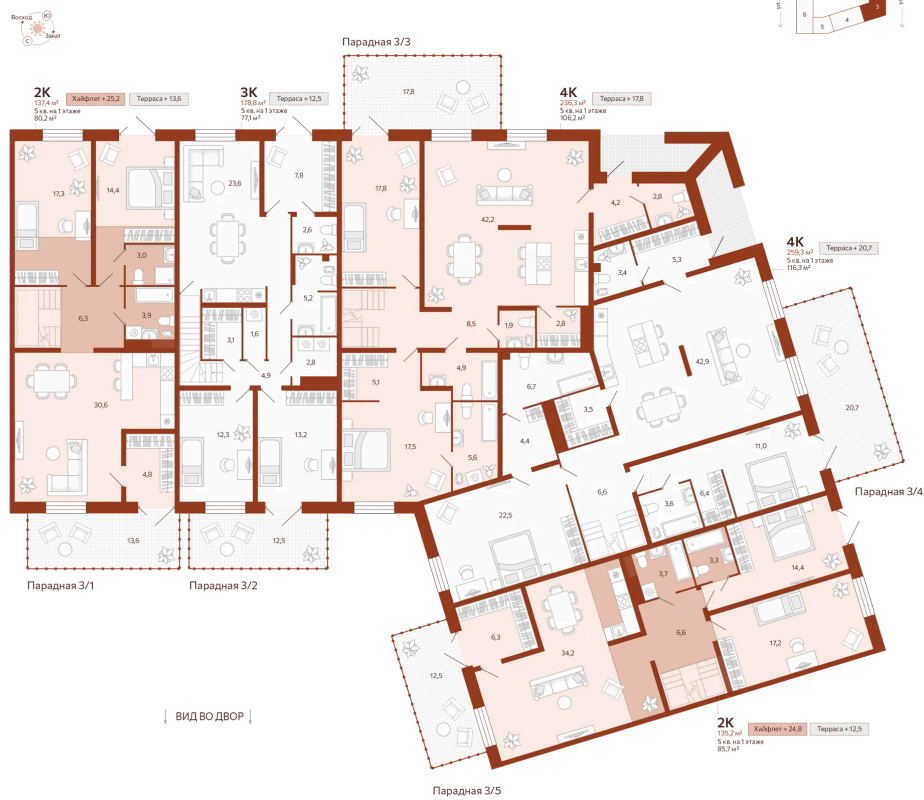 Восход
Ю
С
Закат
6
5
4
3
Парадная 3/3
2К
137,4 м²
S кв. на 1 этаже
80,2 м²
Хайфлет + 25,2
Терраса + 13,6
3К
178,8 м²
S кв. на 1 этаже
77,1 м²
Терраса + 12,5
4К
236,3 м²
S кв. на 1 этаже
106,2 м²
Терраса + 17,8
17,8
17,3
14,4
23,6
7,8
17,8
42,2
4,2
2,8
2,6
3,0
3,4
5,3
4К
259,3 м²
S кв. на 1 этаже
116,3 м²
Терраса + 20,7
5,2
6,3
3,9
3,1
1,6
8,5
1,9
2,8
2,8
4,9
4,9
5,1
6,7
42,9
30,6
3,5
20,7
12,3
13,2
17,5
4,4
5,6
11,0
4,8
22,5
6,6
3,6
6,4
Парадная 3/4
13,6
12,5
3,7
3,3
14,4
Парадная 3/1
Парадная 3/2
6,3
34,2
6,6
17,2
12,5
ВИД ВО ДВОР
2К
135,2 м²
S кв. на 1 этаже
85,7 м²
Хайфлет + 24,8
Терраса + 12,5
Парадная 3/5